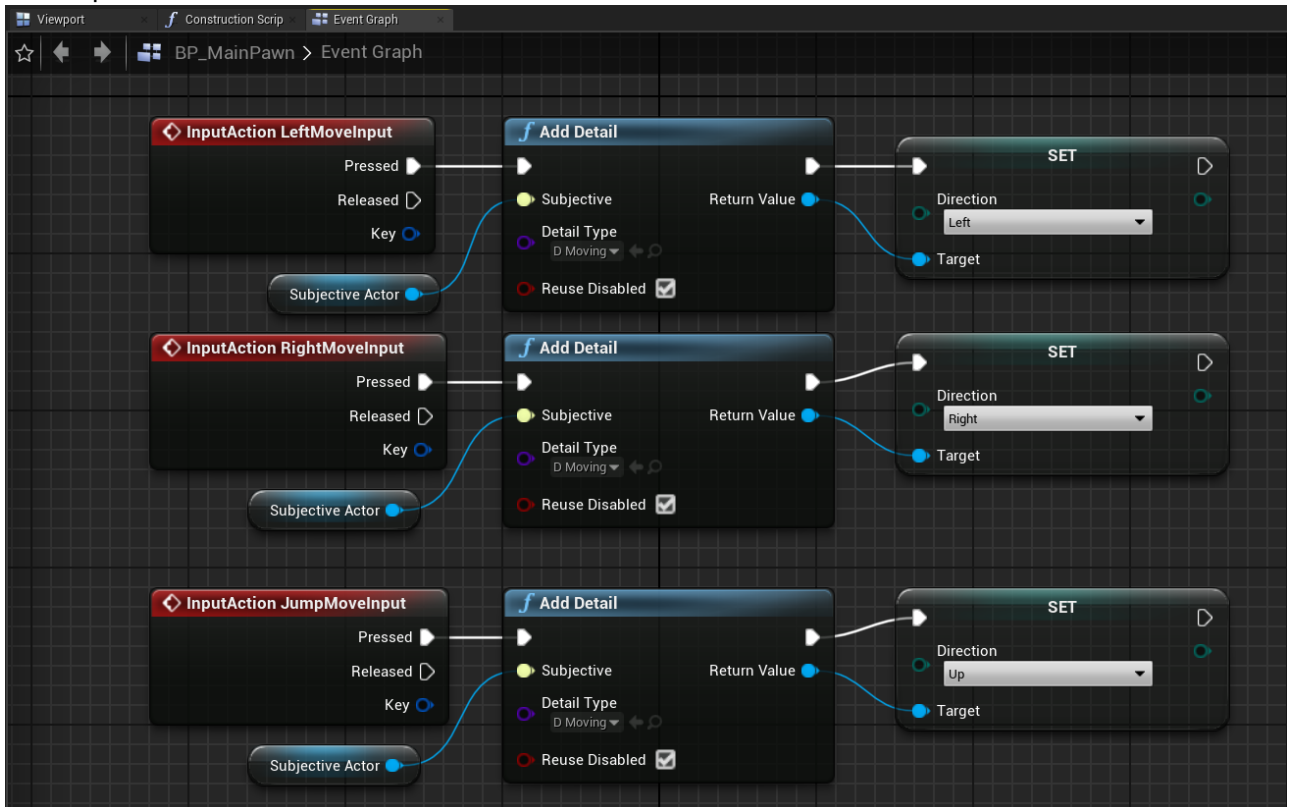 Viewport
Construction Scrip
Event Graph
BP_MainPawn > Event Graph
InputAction LeftMoveInput
Pressed
Released
Key
Subjective Actor
f Add Detail
Subjective
Return Value
Detail Type
D Moving
Reuse Disabled
SET
Direction
Left
Target
InputAction RightMoveInput
Pressed
Released
Key
Subjective Actor
f Add Detail
Subjective
Return Value
Detail Type
D Moving
Reuse Disabled
SET
Direction
Right
Target
InputAction JumpMoveInput
Pressed
Released
Key
Subjective Actor
f Add Detail
Subjective
Return Value
Detail Type
D Moving
Reuse Disabled
SET
Direction
Up
Target